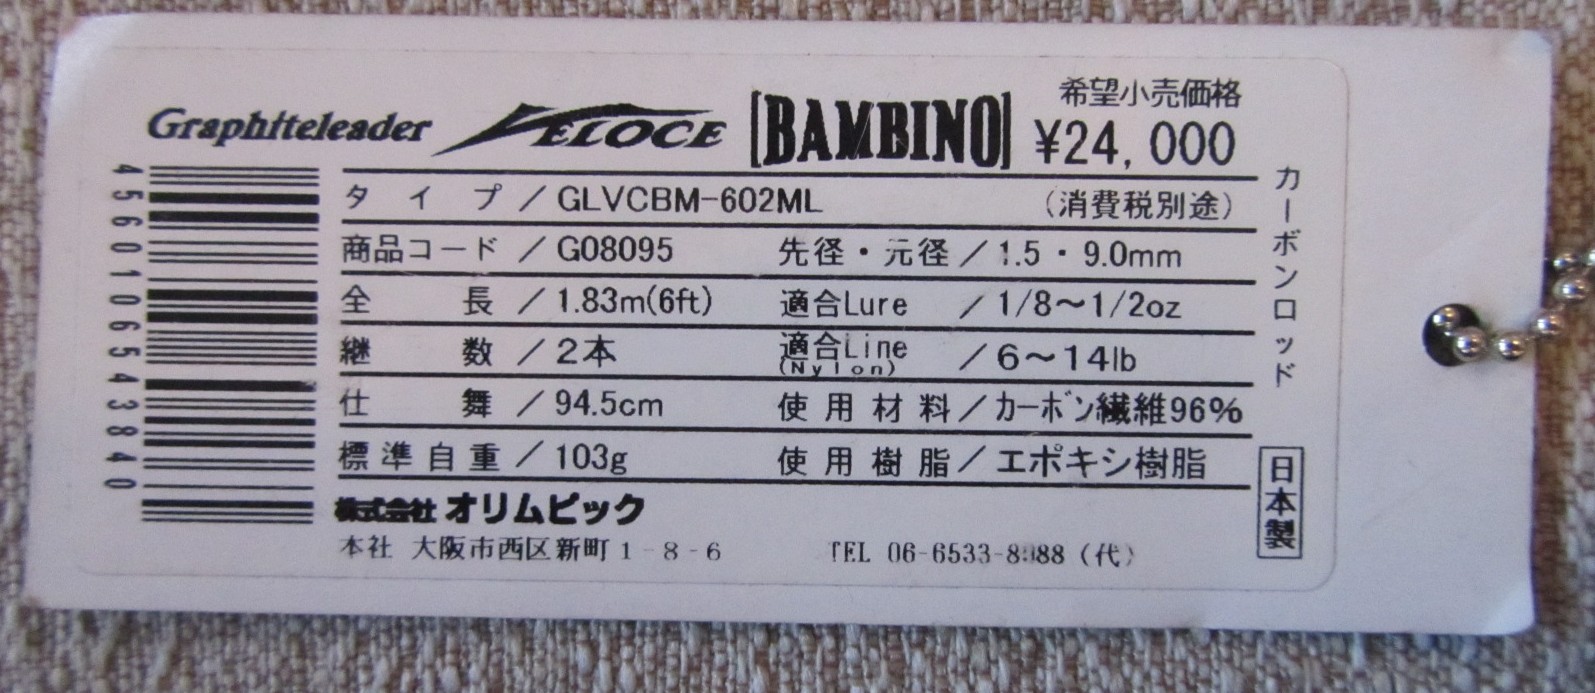 Graphiteleader VELOCE [BAMBINO]
希望小売価格
¥24,000
タイプ／GLVCBM-602ML （消費税別途）
商品コード／G08095 先径・元径／1.5・9.0mm
全長／1.83m(6ft) 適合Lure／1/8～1/2oz
継数／2本 適合Line(Nylon)／6～14lb
仕舞／94.5cm 使用材料／カーボン繊維96%
標準自重／103g 使用樹脂／エポキシ樹脂
株式会社 オリムピック
本社 大阪市西区新町1-8-6 TEL （代）
カーボンロッド
日本製
4560106543840